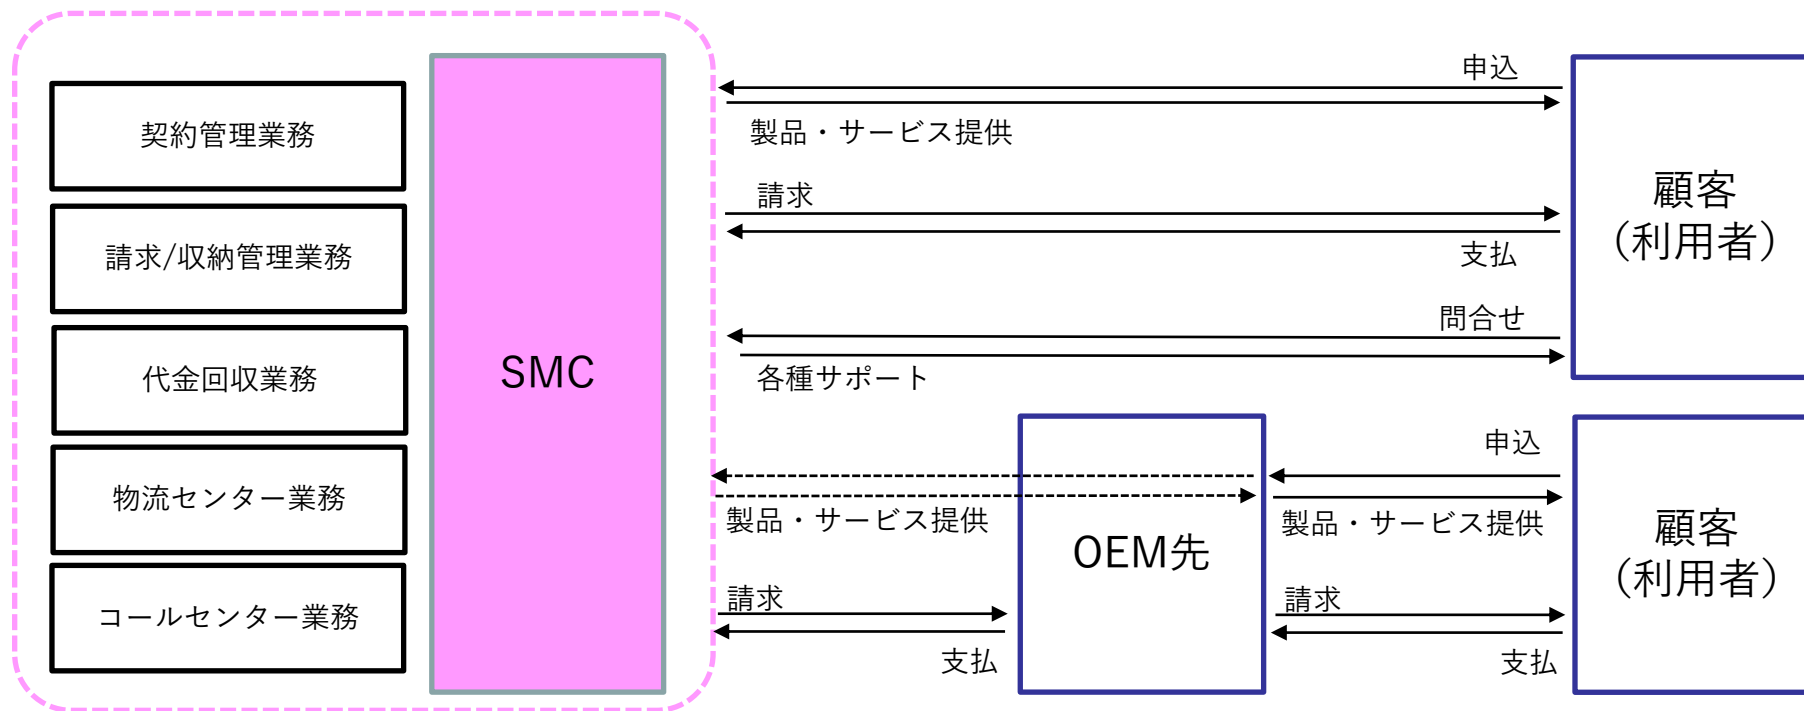 契約管理業務
請求/収納管理業務
代金回収業務
物流センター業務
コールセンター業務
SMC
申込
製品・サービス提供
請求
支払
問合せ
各種サポート
顧客
（利用者）
製品・サービス提供
請求
支払
OEM先
申込
製品・サービス提供
請求
支払
顧客
（利用者）